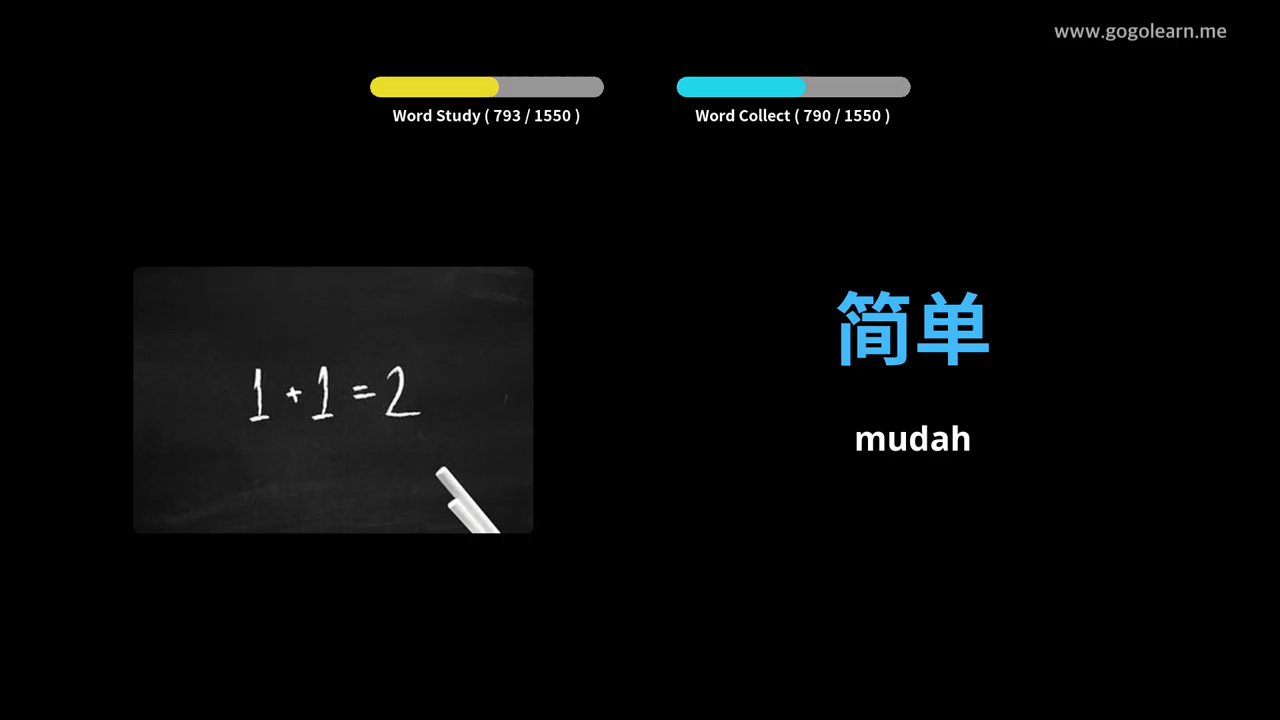 www.gogolearn.me
Word Study ( 793 / 1550 )
Word Collect ( 790 / 1550 )
1 + 1 = 2
简单
mudah